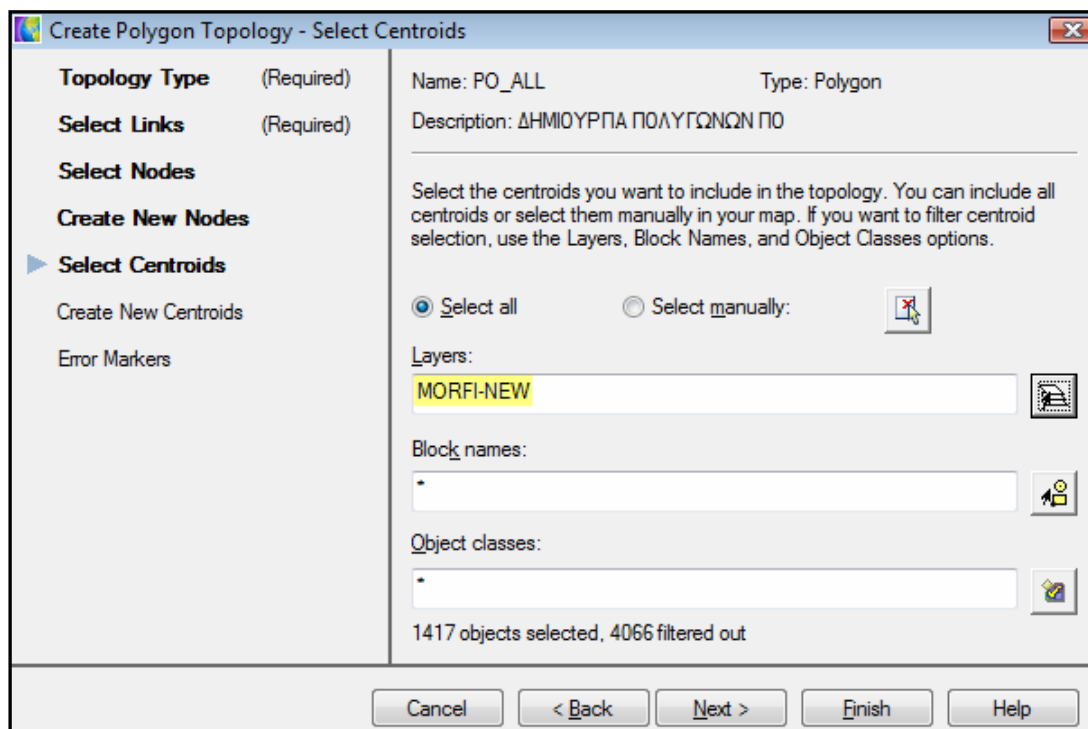 Create Polygon Topology - Select Centroids
Topology Type (Required)
Select Links (Required)
Select Nodes
Create New Nodes
Select Centroids
Create New Centroids
Error Markers
Name: PO_ALL Type: Polygon
Description: ΔΗΜΙΟΥΡΓΙΑ ΠΟΛΥΓΩΝΩΝ ΠΟ
Select the centroids you want to include in the topology. You can include all
centroids or select them manually in your map. If you want to filter centroid
selection, use the Layers, Block Names, and Object Classes options.
Select all Select manually:
Layers:
MORFI-NEW
Block names:
*
Object classes:
*
1417 objects selected, 4066 filtered out
Cancel < Back Next > Finish Help